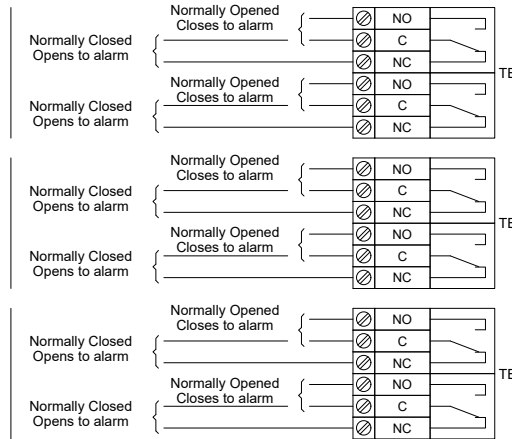 Normally Opened
Closes to alarm
NO
Normally Closed
Opens to alarm
C
NC
Normally Opened
Closes to alarm
NO
TE
Normally Closed
Opens to alarm
C
NC
Normally Opened
Closes to alarm
NO
Normally Closed
Opens to alarm
C
NC
Normally Opened
Closes to alarm
NO
TE
Normally Closed
Opens to alarm
C
NC
Normally Opened
Closes to alarm
NO
Normally Closed
Opens to alarm
C
NC
Normally Opened
Closes to alarm
NO
TE
Normally Closed
Opens to alarm
C
NC